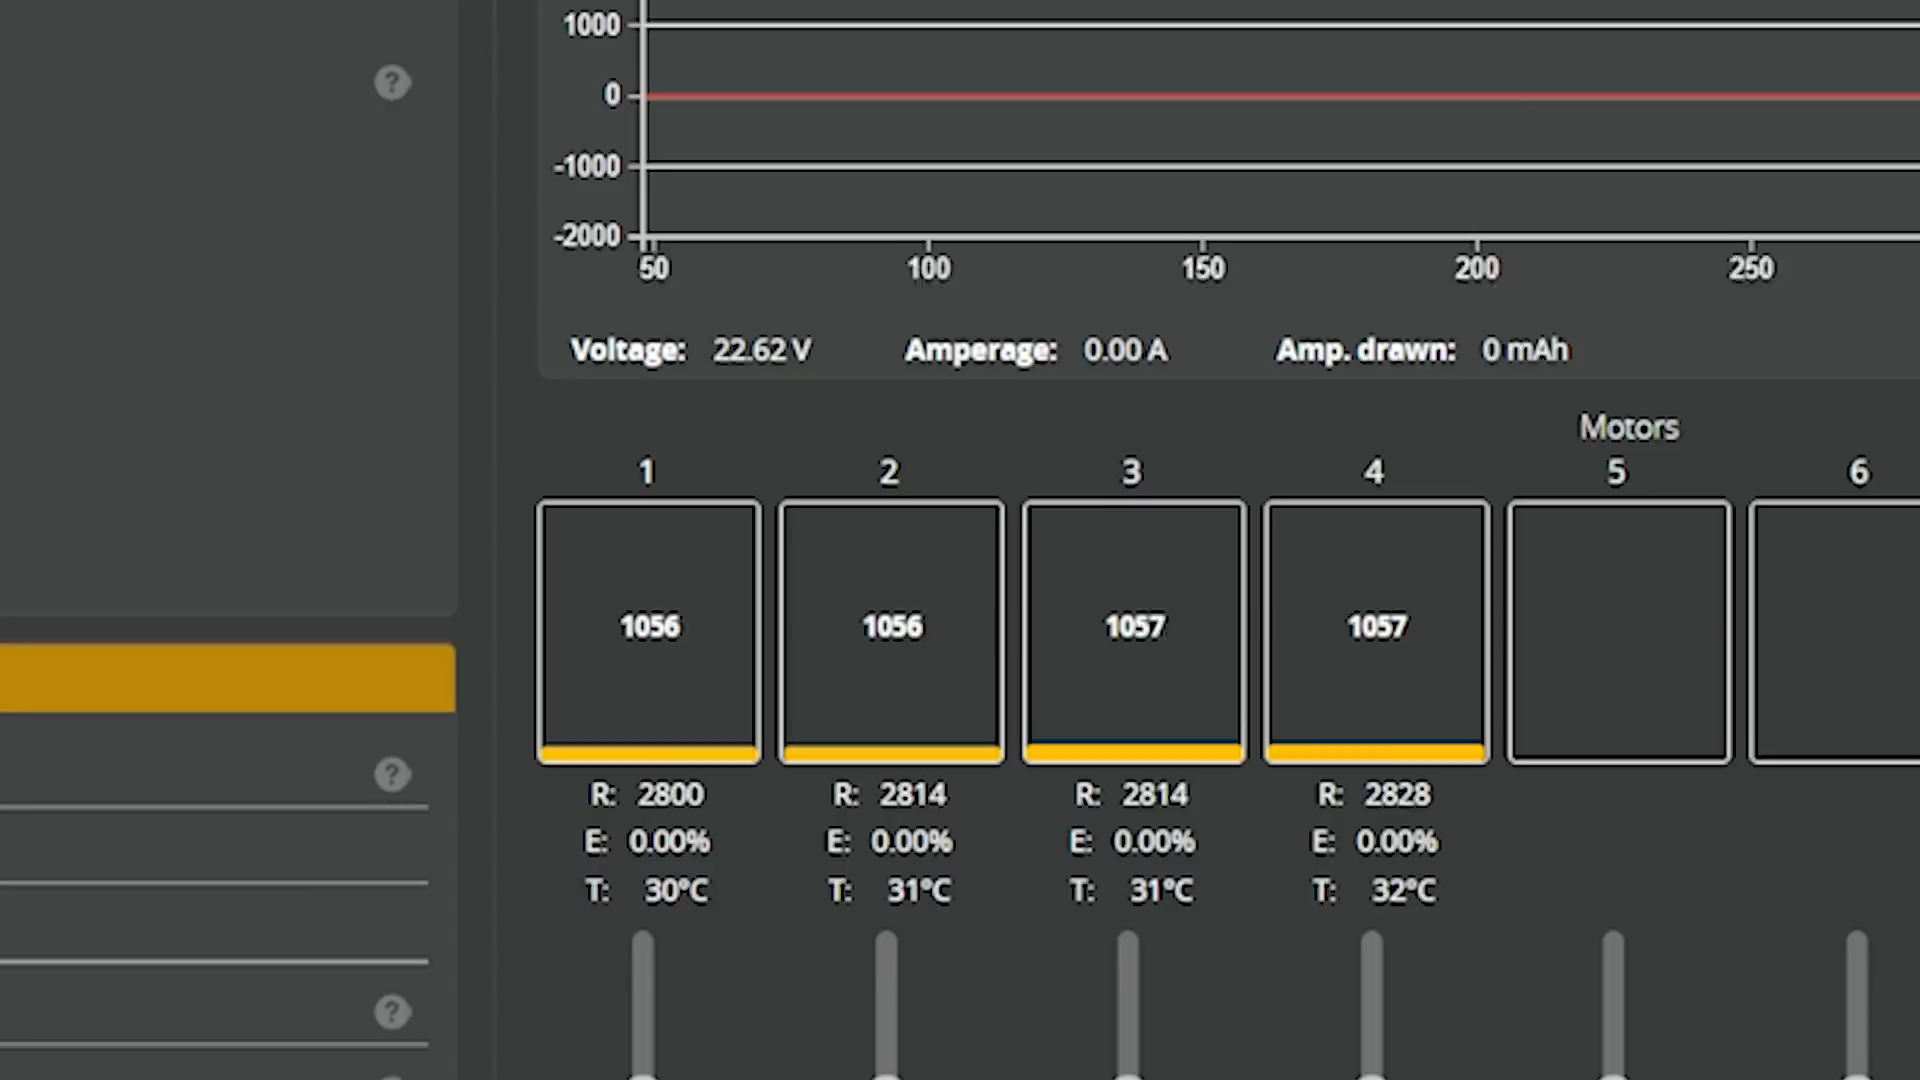 1000
0
-1000
-2000
50 100 150 200 250
Voltage: 22.62 V Amperage: 0.00 A Amp. drawn: 0 mAh
Motors
1 2 3 4 5 6
1056 1056 1057 1057
R: 2800 R: 2814 R: 2814 R: 2828
E: 0.00% E: 0.00% E: 0.00% E: 0.00%
T: 30°C T: 31°C T: 31°C T: 32°C
?
?
?